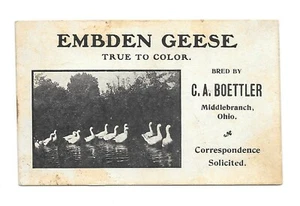 EMBDEN GEESE
TRUE TO COLOR.
BRED BY
C. A. BOETTLER
Middlebranch,
Ohio.
Correspondence
Solicited.